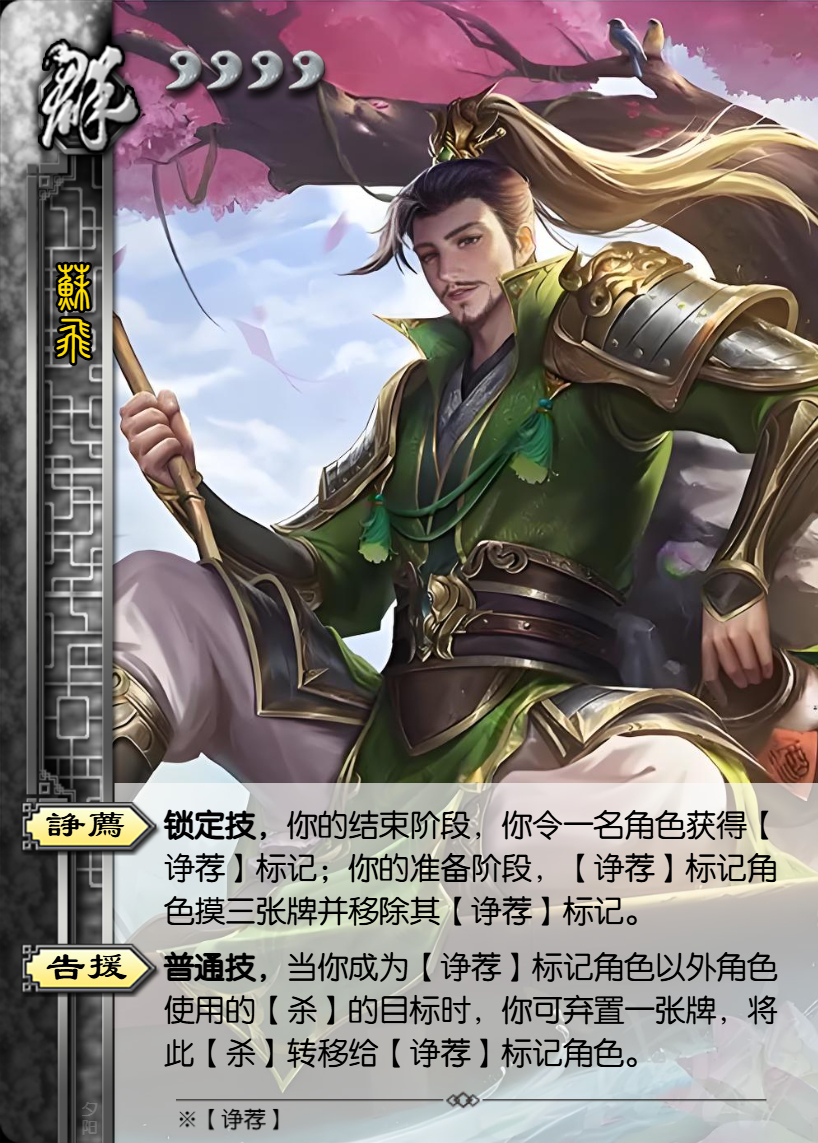 群
蘇飛
諍薦
锁定技，你的结束阶段，你令一名角色获得【
诤荐】标记；你的准备阶段，【诤荐】标记角
色摸三张牌并移除其【诤荐】标记。
告援
普通技，当你成为【诤荐】标记角色以外角色
使用的【杀】的目标时，你可弃置一张牌，将
此【杀】转移给【诤荐】标记角色。
※【诤荐】
夕阳
酒